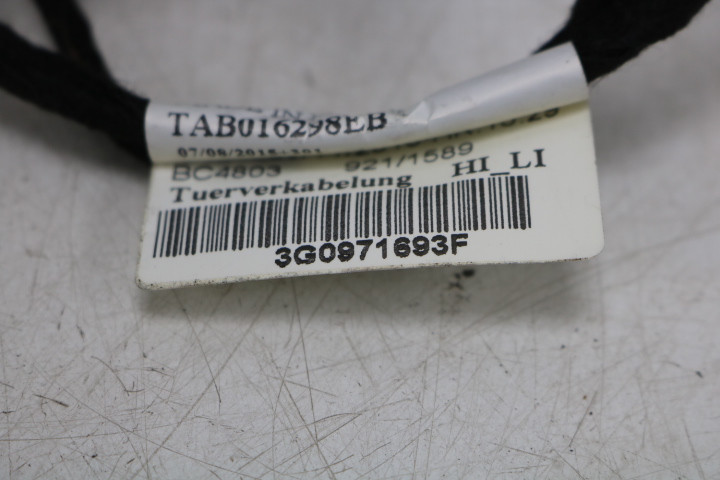 TAB016298EB
BC4803 921/1589
Tuerverkabelung HI_LI
3G0971693F